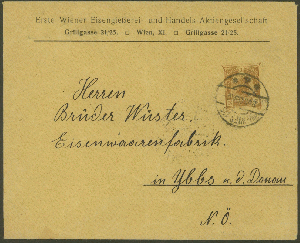 Erste Wiener Eisengießerei und Handels Aktiengesellschaft
Grillgasse 21/25. Wien, XI. Grillgasse 21/25.
Herren
Brüder Wüster.
Eisenwaarenfabrik.
in Ybbs a. d. Donau
N. Ö.